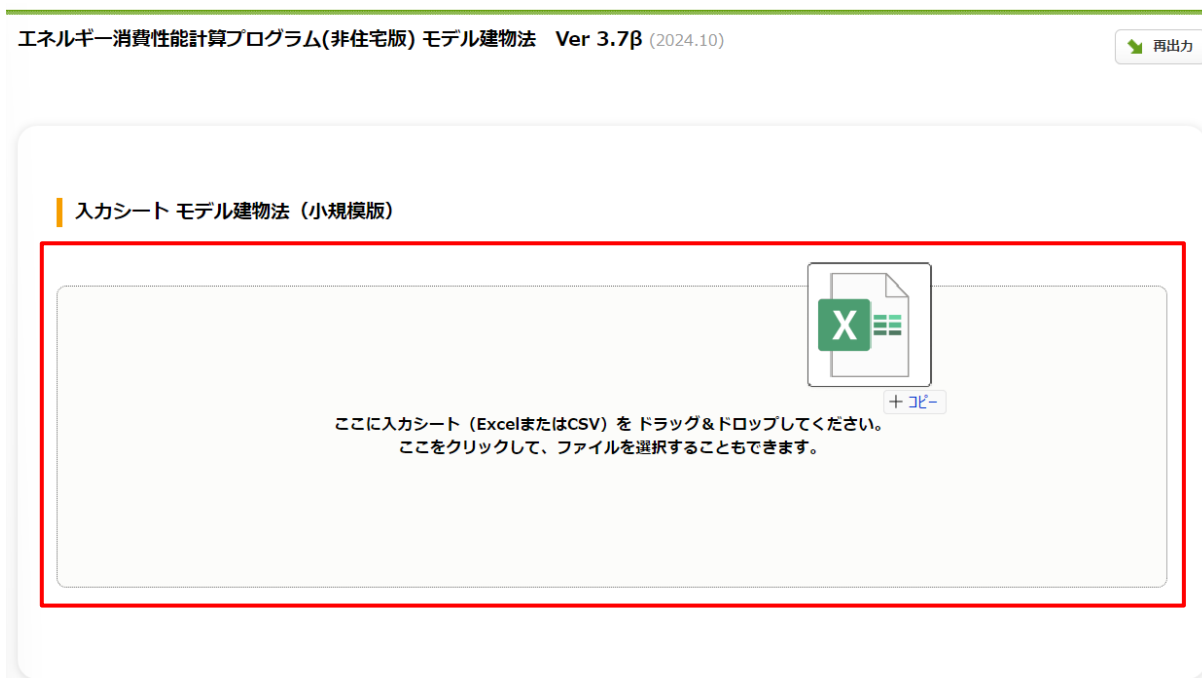 エネルギー消費性能計算プログラム(非住宅版) モデル建物法　Ver 3.7β (2024.10)
再出力
入力シート モデル建物法（小規模版）
X
+ コピー
ここに入力シート（ExcelまたはCSV）を ドラッグ＆ドロップしてください。
ここをクリックして、ファイルを選択することもできます。